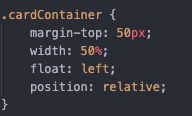 .cardContainer {
    margin-top: 50px;
    width: 50%;
    float: left;
    position: relative;
}